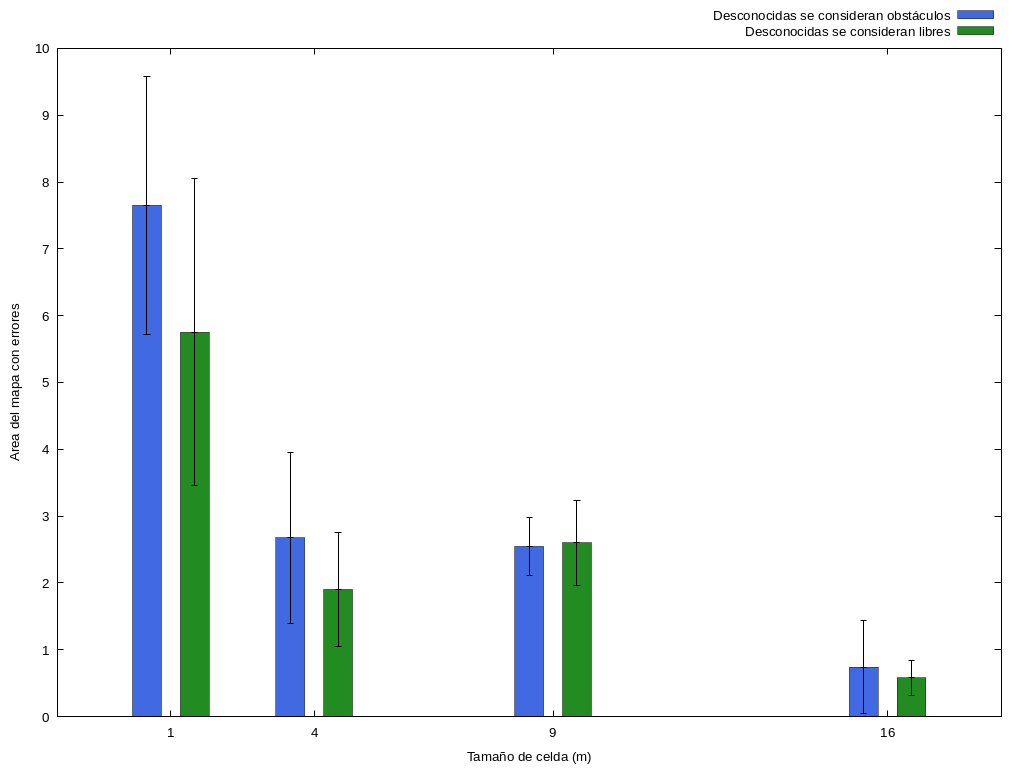 Desconocidas se consideran obstáculos
Desconocidas se consideran libres
10
9
8
7
6
5
4
3
2
1
0
Area del mapa con errores
1 4 9 16
Tamaño de celda (m)